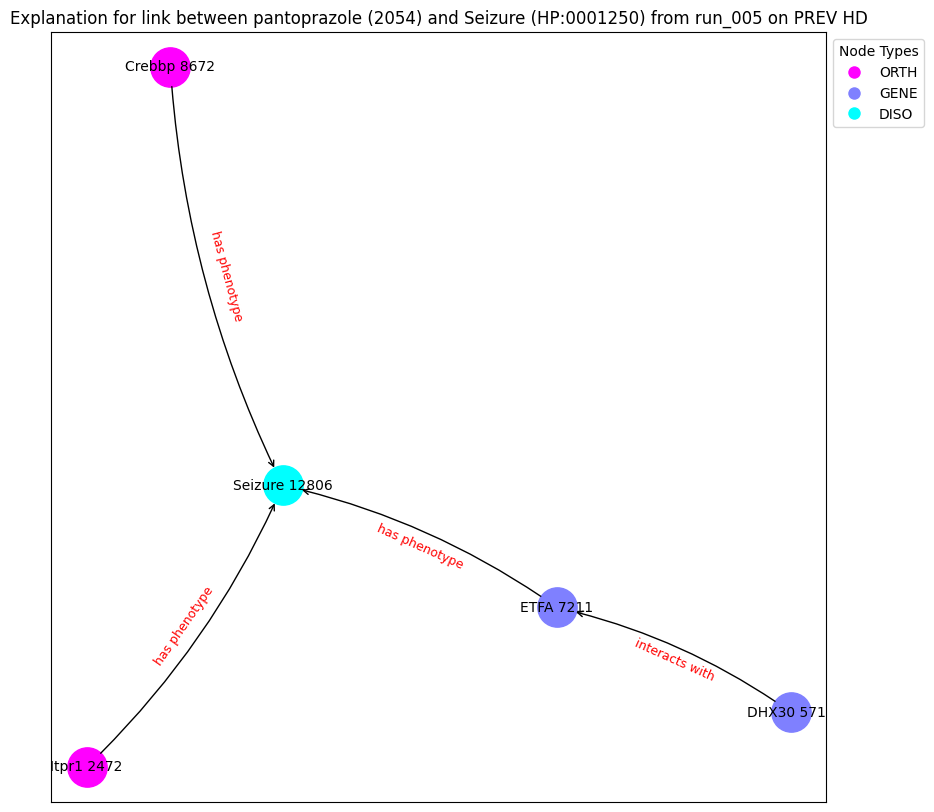 Explanation for link between pantoprazole (2054) and Seizure (HP:0001250) from run_005 on PREV HD
Node Types
ORTH
GENE
DISO
Crebbp 8672
has phenotype
Seizure 12806
has phenotype
has phenotype
ETFA 7211
interacts with
DHX30 571
Itpr1 2472